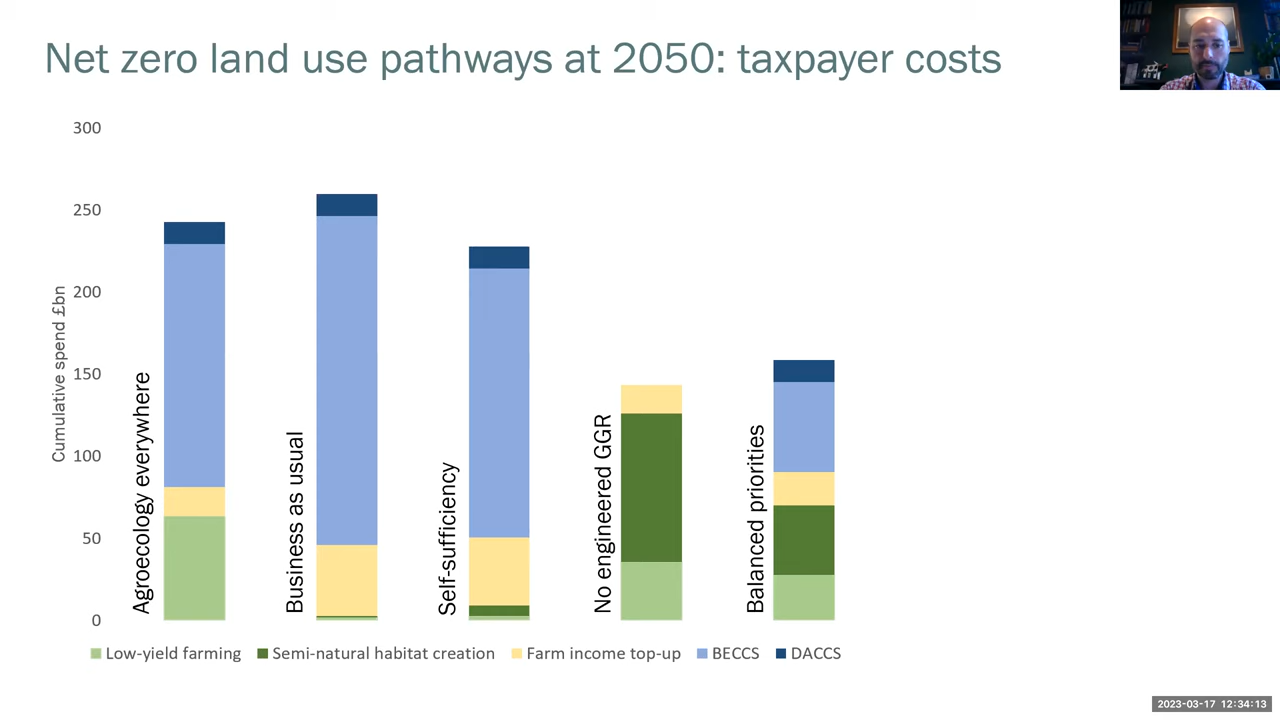 Net zero land use pathways at 2050: taxpayer costs
300
250
200
150
100
50
0
Cumulative spend £bn
Agroecology everywhere
Business as usual
Self-sufficiency
No engineered GGR
Balanced priorities
Low-yield farming
Semi-natural habitat creation
Farm income top-up
BECCS
DACCS
2023-03-17 12:34:13